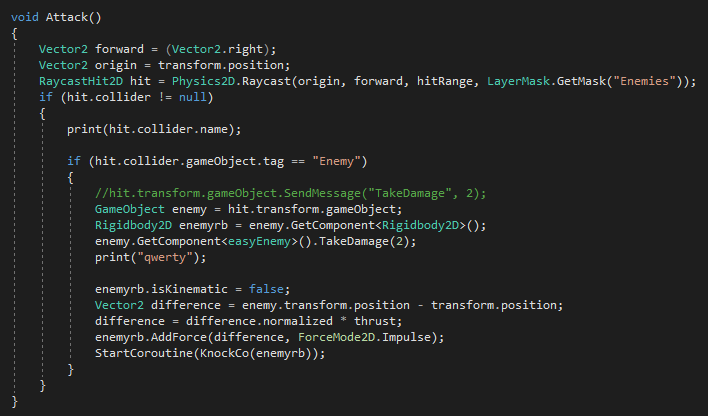 void Attack()
{
Vector2 forward = (Vector2.right);
Vector2 origin = transform.position;
RaycastHit2D hit = Physics2D.Raycast(origin, forward, hitRange, LayerMask.GetMask("Enemies"));
if (hit.collider != null)
{
print(hit.collider.name);
if (hit.collider.gameObject.tag == "Enemy")
{
//hit.transform.gameObject.SendMessage("TakeDamage", 2);
GameObject enemy = hit.transform.gameObject;
Rigidbody2D enemyrb = enemy.GetComponent<Rigidbody2D>();
enemy.GetComponent<easyEnemy>().TakeDamage(2);
print("qwerty");
enemyrb.isKinematic = false;
Vector2 difference = enemy.transform.position - transform.position;
difference = difference.normalized * thrust;
enemyrb.AddForce(difference, ForceMode2D.Impulse);
StartCoroutine(KnockCo(enemyrb));
}
}
}